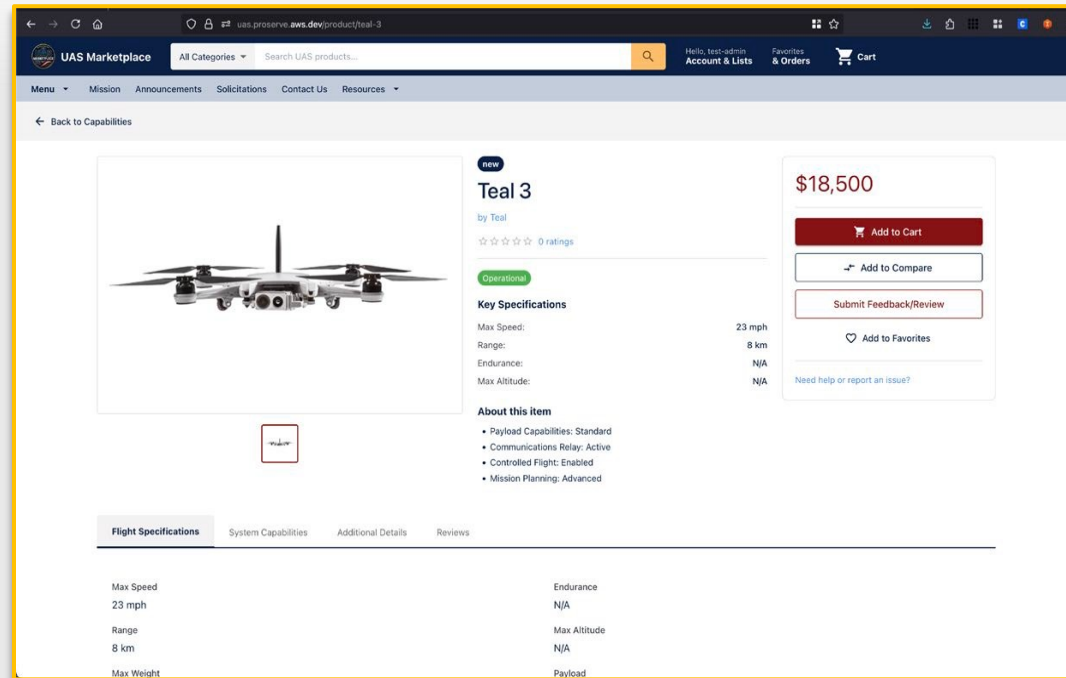 uas.proserve.aws.dev/product/teal-3
UAS Marketplace
All Categories
Search UAS products...
Hello, test-admin
Account & Lists
Favorites
& Orders
Cart
Menu
Mission
Announcements
Solicitations
Contact Us
Resources
Back to Capabilities
new
Teal 3
by Teal
0 ratings
Operational
Key Specifications
Max Speed: 23 mph
Range: 8 km
Endurance: N/A
Max Altitude: N/A
About this item
• Payload Capabilities: Standard
• Communications Relay: Active
• Controlled Flight: Enabled
• Mission Planning: Advanced
$18,500
Add to Cart
Add to Compare
Submit Feedback/Review
Add to Favorites
Need help or report an issue?
Flight Specifications
System Capabilities
Additional Details
Reviews
Max Speed
23 mph
Endurance
N/A
Range
8 km
Max Altitude
N/A
Max Weight
Payload